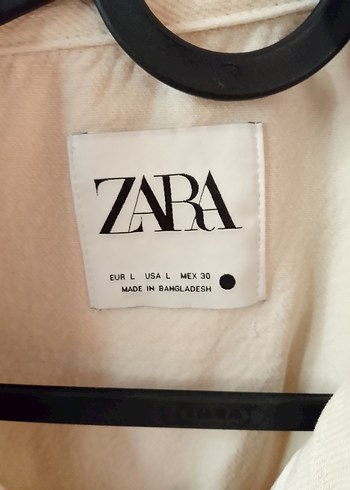 ZARA
EUR L USA L MEX 30
MADE IN BANGLADESH